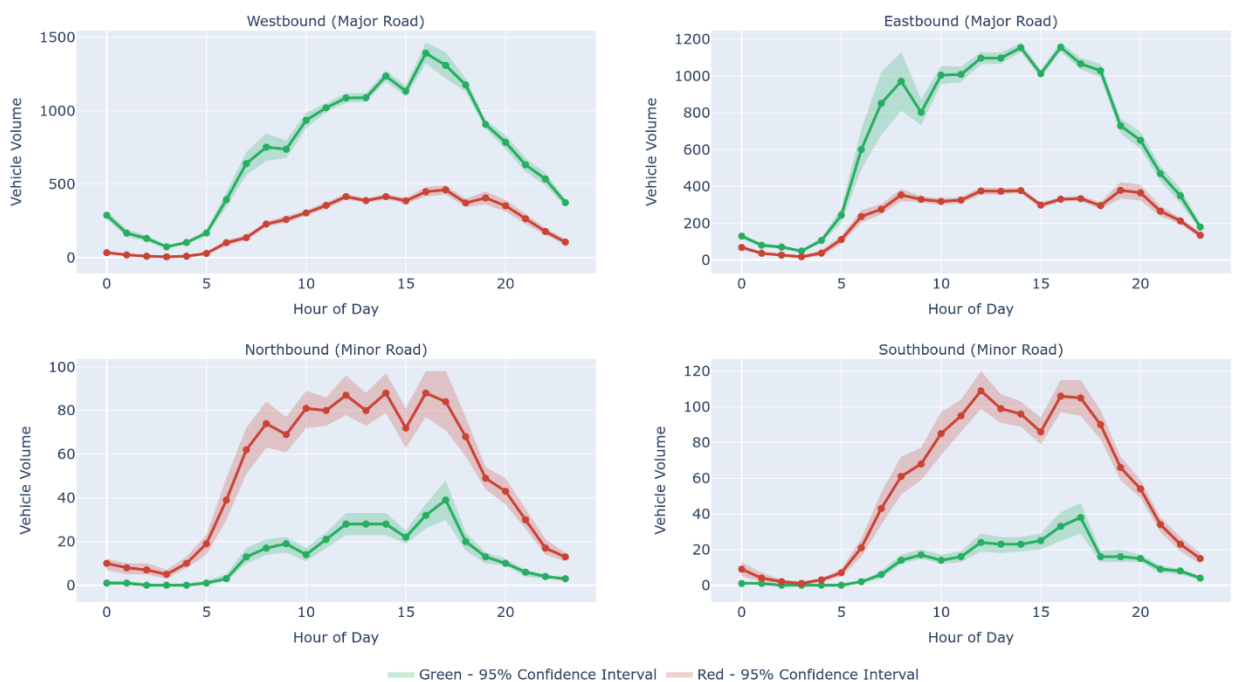 Westbound (Major Road)
Eastbound (Major Road)
1500
1000
500
0
Vehicle Volume
0 5 10 15 20
Hour of Day
1200
1000
800
600
400
200
0
Vehicle Volume
0 5 10 15 20
Hour of Day
Northbound (Minor Road)
Southbound (Minor Road)
100
80
60
40
20
0
Vehicle Volume
0 5 10 15 20
Hour of Day
120
100
80
60
40
20
0
Vehicle Volume
0 5 10 15 20
Hour of Day
Green - 95% Confidence Interval Red - 95% Confidence Interval